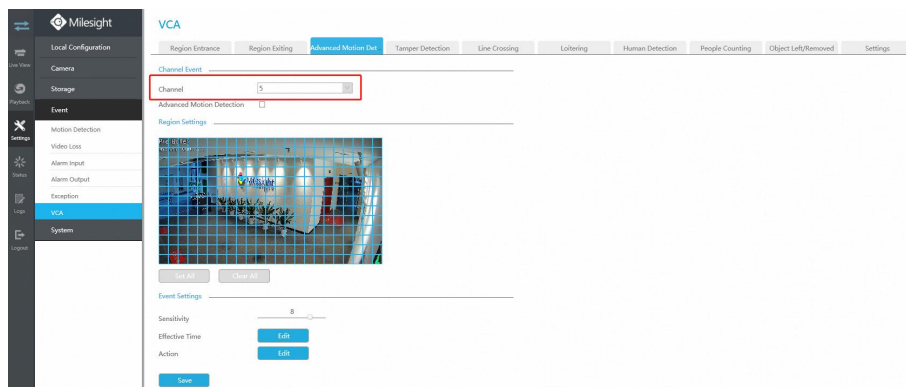 Milesight
VCA
Live View
Playback
Settings
Status
Logs
Logout
Local Configuration
Camera
Storage
Event
Motion Detection
Video Loss
Alarm Input
Alarm Output
Exception
VCA
System
Region Entrance Region Exiting Advanced Motion Det Tamper Detection Line Crossing Loitering Human Detection People Counting Object Left/Removed Settings
Channel Event
Channel 5
Advanced Motion Detection
Region Settings
Milesight
Set All Clear All
Event Settings
Sensitivity 8
Effective Time Edit
Action Edit
Save